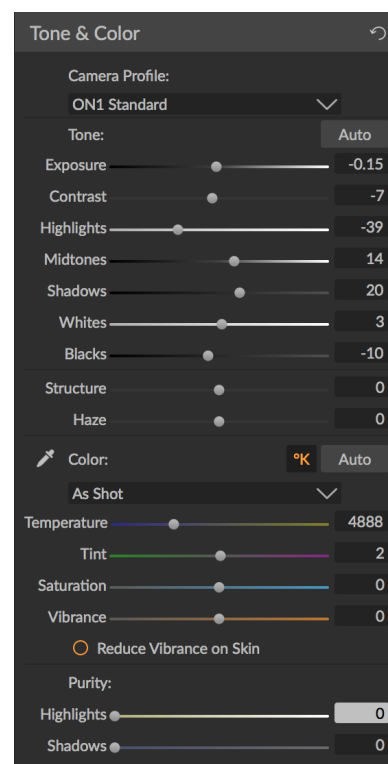 Tone & Color
Camera Profile:
ON1 Standard
Tone: Auto
Exposure -0.15
Contrast -7
Highlights -39
Midtones 14
Shadows 20
Whites 3
Blacks -10
Structure 0
Haze 0
Color: °K Auto
As Shot
Temperature 4888
Tint 2
Saturation 0
Vibrance 0
Reduce Vibrance on Skin
Purity:
Highlights 0
Shadows 0